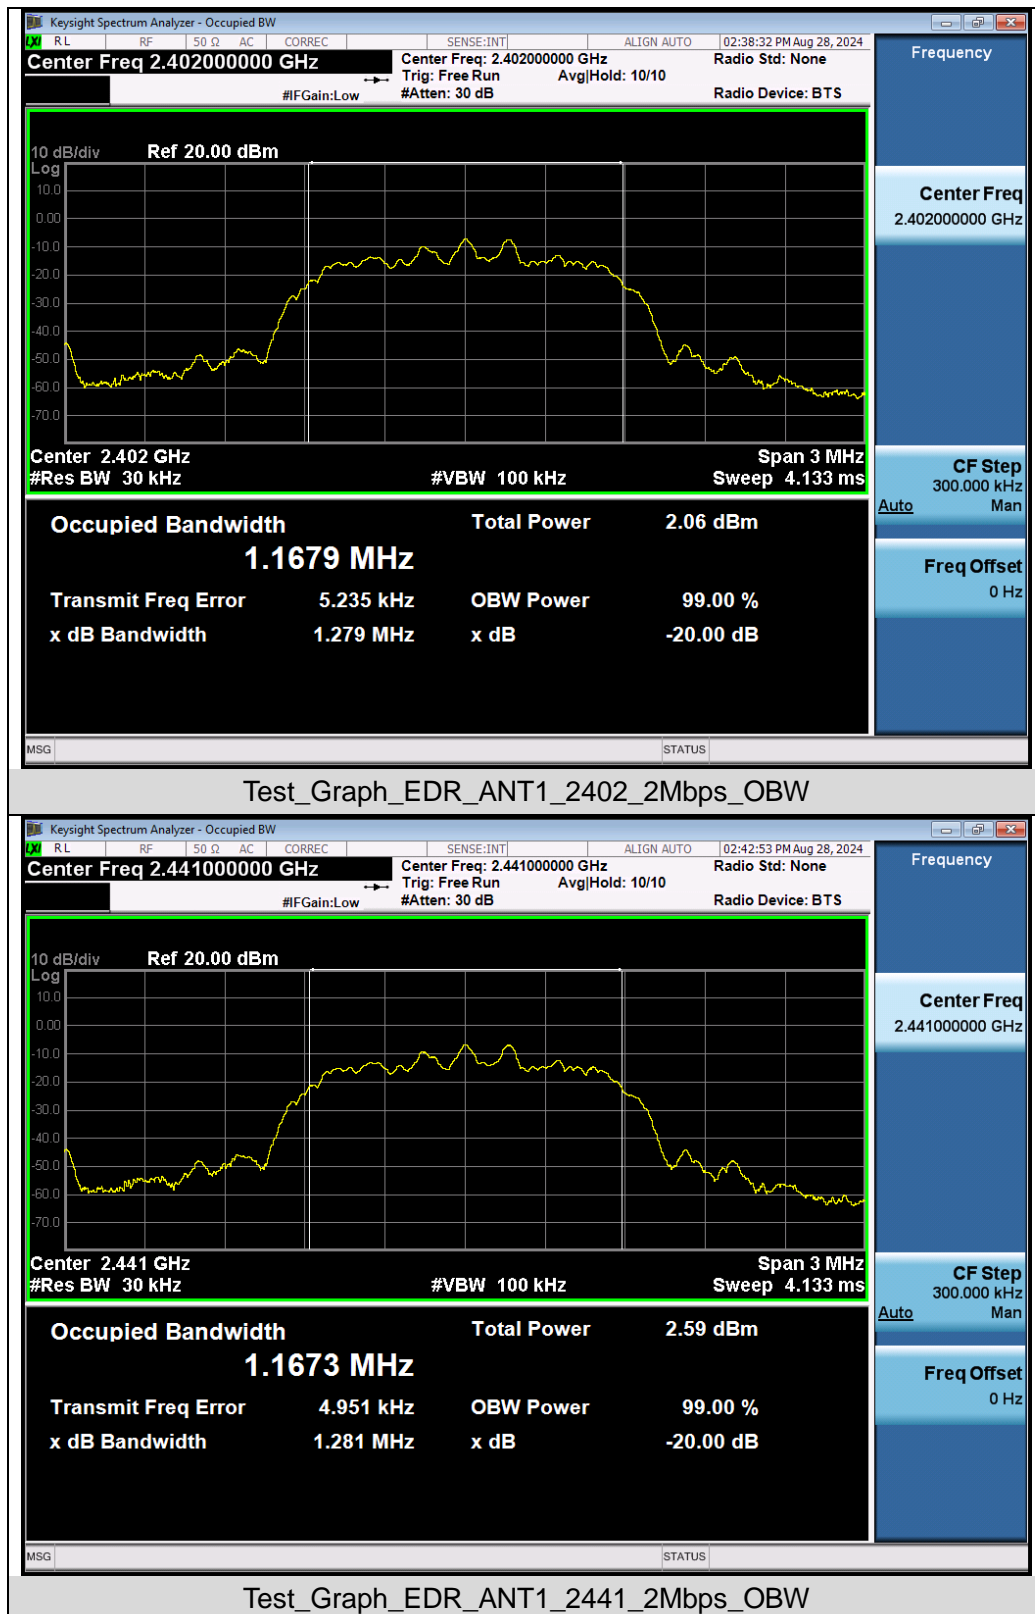 Keysight Spectrum Analyzer - Occupied BW
LXI RL RF 50 Ω AC CORREC SENSE:INT ALIGN AUTO 02:38:32 PM Aug 28, 2024
Center Freq 2.402000000 GHz
Center Freq: 2.402000000 GHz
Radio Std: None
Trig: Free Run
Avg|Hold: 10/10
#IFGain:Low
#Atten: 30 dB
Radio Device: BTS
Frequency
10 dB/div
Ref 20.00 dBm
Log
10.0
0.00
-10.0
-20.0
-30.0
-40.0
-50.0
-60.0
-70.0
Center 2.402 GHz
Span 3 MHz
#Res BW 30 kHz
#VBW 100 kHz
Sweep 4.133 ms
Center Freq
2.402000000 GHz
CF Step
300.000 kHz
Auto Man
Freq Offset
0 Hz
Occupied Bandwidth
Total Power 2.06 dBm
1.1679 MHz
Transmit Freq Error 5.235 kHz
OBW Power 99.00 %
x dB Bandwidth 1.279 MHz
x dB -20.00 dB
MSG STATUS
Test_Graph_EDR_ANT1_2402_2Mbps_OBW
Keysight Spectrum Analyzer - Occupied BW
LXI RL RF 50 Ω AC CORREC SENSE:INT ALIGN AUTO 02:42:53 PM Aug 28, 2024
Center Freq 2.441000000 GHz
Center Freq: 2.441000000 GHz
Radio Std: None
Trig: Free Run
Avg|Hold: 10/10
#IFGain:Low
#Atten: 30 dB
Radio Device: BTS
Frequency
10 dB/div
Ref 20.00 dBm
Log
10.0
0.00
-10.0
-20.0
-30.0
-40.0
-50.0
-60.0
-70.0
Center 2.441 GHz
Span 3 MHz
#Res BW 30 kHz
#VBW 100 kHz
Sweep 4.133 ms
Center Freq
2.441000000 GHz
CF Step
300.000 kHz
Auto Man
Freq Offset
0 Hz
Occupied Bandwidth
Total Power 2.59 dBm
1.1673 MHz
Transmit Freq Error 4.951 kHz
OBW Power 99.00 %
x dB Bandwidth 1.281 MHz
x dB -20.00 dB
MSG STATUS
Test_Graph_EDR_ANT1_2441_2Mbps_OBW